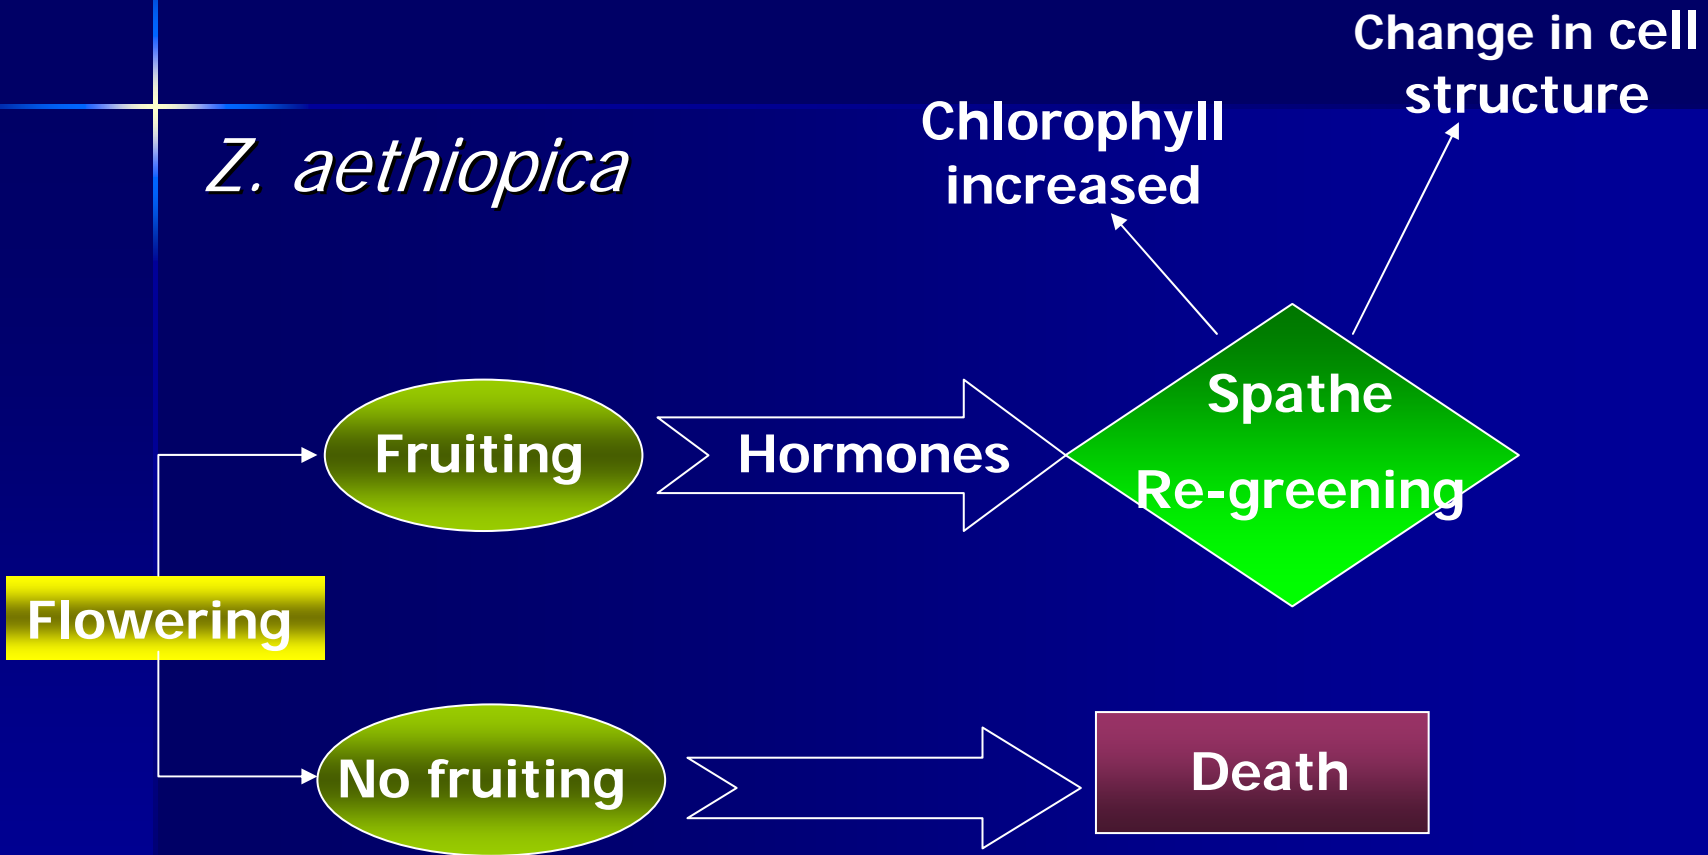 Change in cell
structure
Chlorophyll
increased
Z. aethiopica
Spathe
Re-greening
Fruiting
Hormones
Flowering
No fruiting
Death